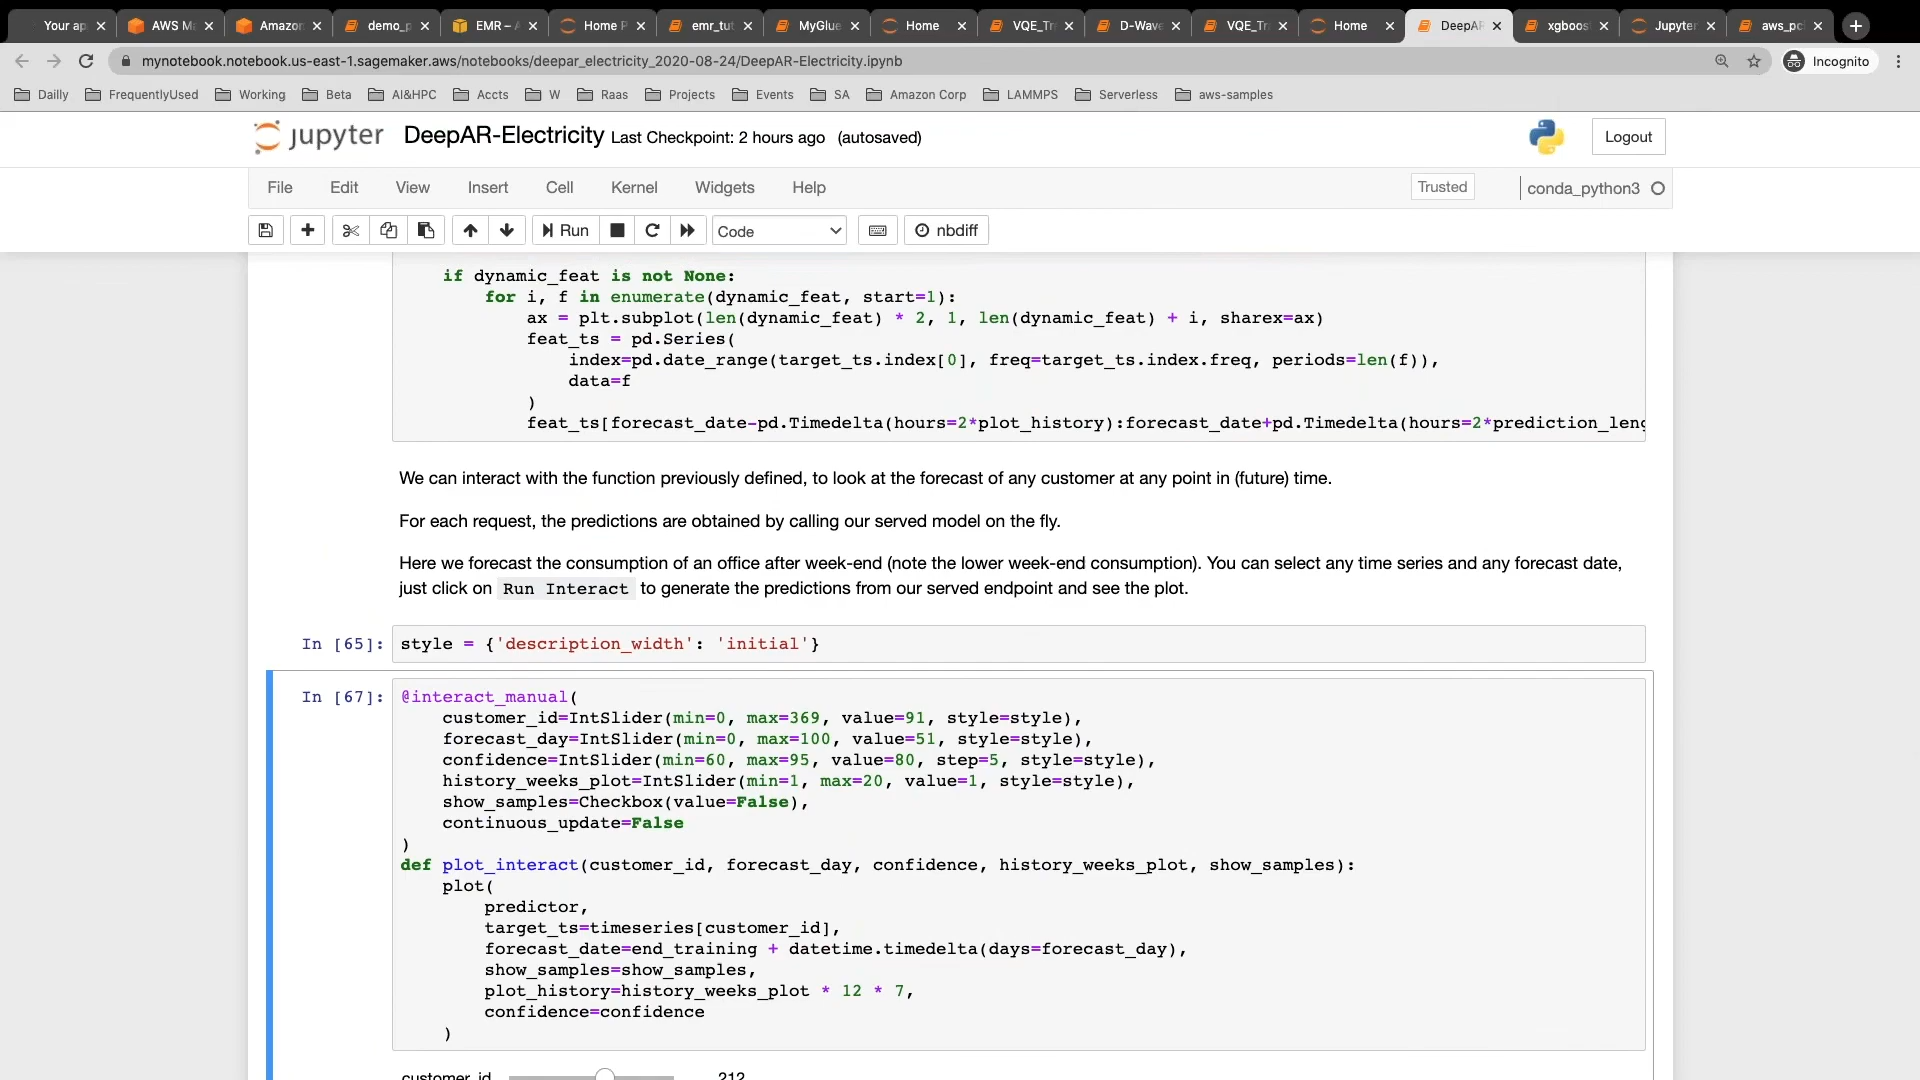 Your ap
AWS M
Amazon
demo_p
EMR – A
Home P
emr_tut
MyGlue
Home
VQE_Tr
D-Wave
VQE_Tr
Home
DeepAR
xgboost
Jupyter
aws_pc
mynotebook.notebook.us-east-1.sagemaker.aws/notebooks/deepar_electricity_2020-08-24/DeepAR-Electricity.ipynb
Incognito
Dailly FrequentlyUsed Working Beta AI&HPC Accts W Raas Projects Events SA Amazon Corp LAMMPS Serverless aws-samples
jupyter DeepAR-Electricity Last Checkpoint: 2 hours ago (autosaved)
Logout
File Edit View Insert Cell Kernel Widgets Help
Trusted conda_python3
Run Code nbdiff
if dynamic_feat is not None:
for i, f in enumerate(dynamic_feat, start=1):
ax = plt.subplot(len(dynamic_feat) * 2, 1, len(dynamic_feat) + i, sharex=ax)
feat_ts = pd.Series(
index=pd.date_range(target_ts.index[0], freq=target_ts.index.freq, periods=len(f)),
data=f
)
feat_ts[forecast_date-pd.Timedelta(hours=2*plot_history):forecast_date+pd.Timedelta(hours=2*prediction_leng
We can interact with the function previously defined, to look at the forecast of any customer at any point in (future) time.
For each request, the predictions are obtained by calling our served model on the fly.
Here we forecast the consumption of an office after week-end (note the lower week-end consumption). You can select any time series and any forecast date,
just click on Run Interact to generate the predictions from our served endpoint and see the plot.
In [65]: style = {'description_width': 'initial'}
In [67]: @interact_manual(
customer_id=IntSlider(min=0, max=369, value=91, style=style),
forecast_day=IntSlider(min=0, max=100, value=51, style=style),
confidence=IntSlider(min=60, max=95, value=80, step=5, style=style),
history_weeks_plot=IntSlider(min=1, max=20, value=1, style=style),
show_samples=Checkbox(value=False),
continuous_update=False
)
def plot_interact(customer_id, forecast_day, confidence, history_weeks_plot, show_samples):
plot(
predictor,
target_ts=timeseries[customer_id],
forecast_date=end_training + datetime.timedelta(days=forecast_day),
show_samples=show_samples,
plot_history=history_weeks_plot * 12 * 7,
confidence=confidence
)
customer_id 212